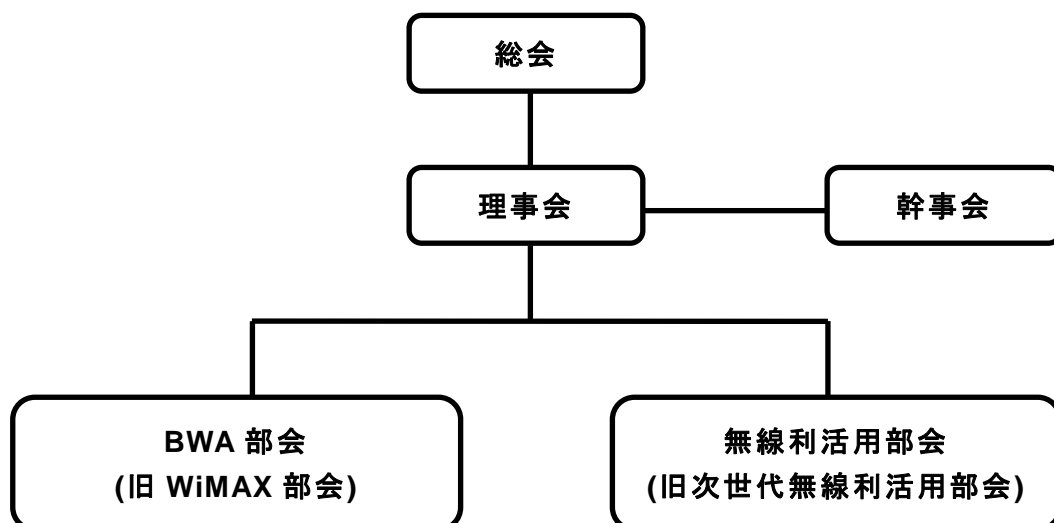 総会
理事会
幹事会
BWA 部会
(旧 WiMAX 部会)
無線利活用部会
(旧次世代無線利活用部会)